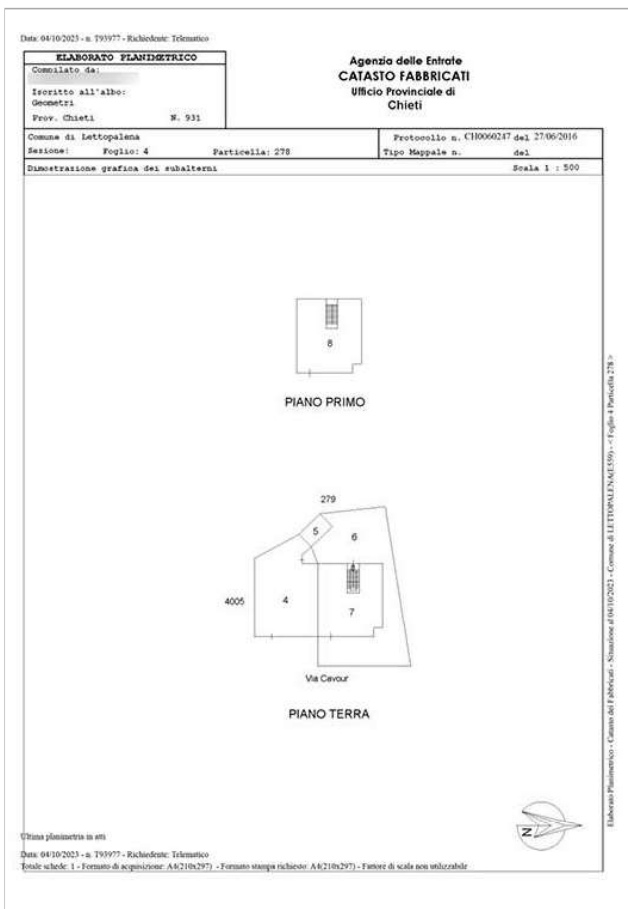 Data: 04/10/2023 - n. T93977 - Richiedente: Telematico
ELABORATO PLANIMETRICO
Compilato da:
Iscritto all'albo:
Geometri
Prov. Chieti N. 931
Agenzia delle Entrate
CATASTO FABBRICATI
Ufficio Provinciale di
Chieti
Comune di Lettopalena
Protocollo n. CH0060247 del 27/06/2016
Sezione: Foglio: 4 Particella: 278
Tipo Mappale n. del
Dimostrazione grafica dei subalterni
Scala 1 : 500
8
PIANO PRIMO
279
5
6
4005
4
7
Via Cavour
PIANO TERRA
N
Ultima planimetria in atti
Data: 04/10/2023 - n. T93977 - Richiedente: Telematico
Totale schede: 1 - Formato di acquisizione: A4(210x297) - Formato stampa richiesto: A4(210x297) - Fattore di scala non utilizzabile
Elaborato Planimetrico - Catasto dei Fabbricati - Situazione al 04/10/2023 - Comune di LETTOPALENA(E559) - < Foglio 4 Particella 278 >